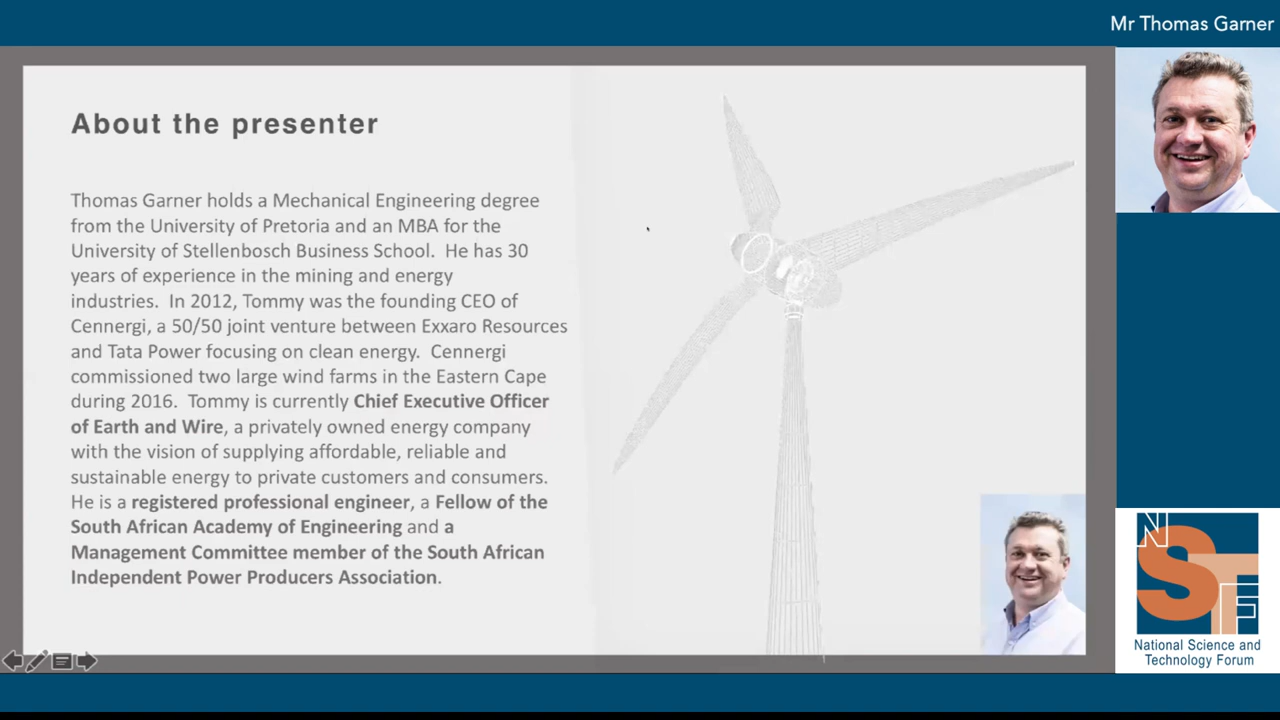 Mr Thomas Garner
About the presenter
Thomas Garner holds a Mechanical Engineering degree
from the University of Pretoria and an MBA for the
University of Stellenbosch Business School.  He has 30
years of experience in the mining and energy
industries.  In 2012, Tommy was the founding CEO of
Cennergi, a 50/50 joint venture between Exxaro Resources
and Tata Power focusing on clean energy.  Cennergi
commissioned two large wind farms in the Eastern Cape
during 2016.  Tommy is currently Chief Executive Officer
of Earth and Wire, a privately owned energy company
with the vision of supplying affordable, reliable and
sustainable energy to private customers and consumers.
He is a registered professional engineer, a Fellow of the
South African Academy of Engineering and a
Management Committee member of the South African
Independent Power Producers Association.
NSTF
National Science and
Technology Forum